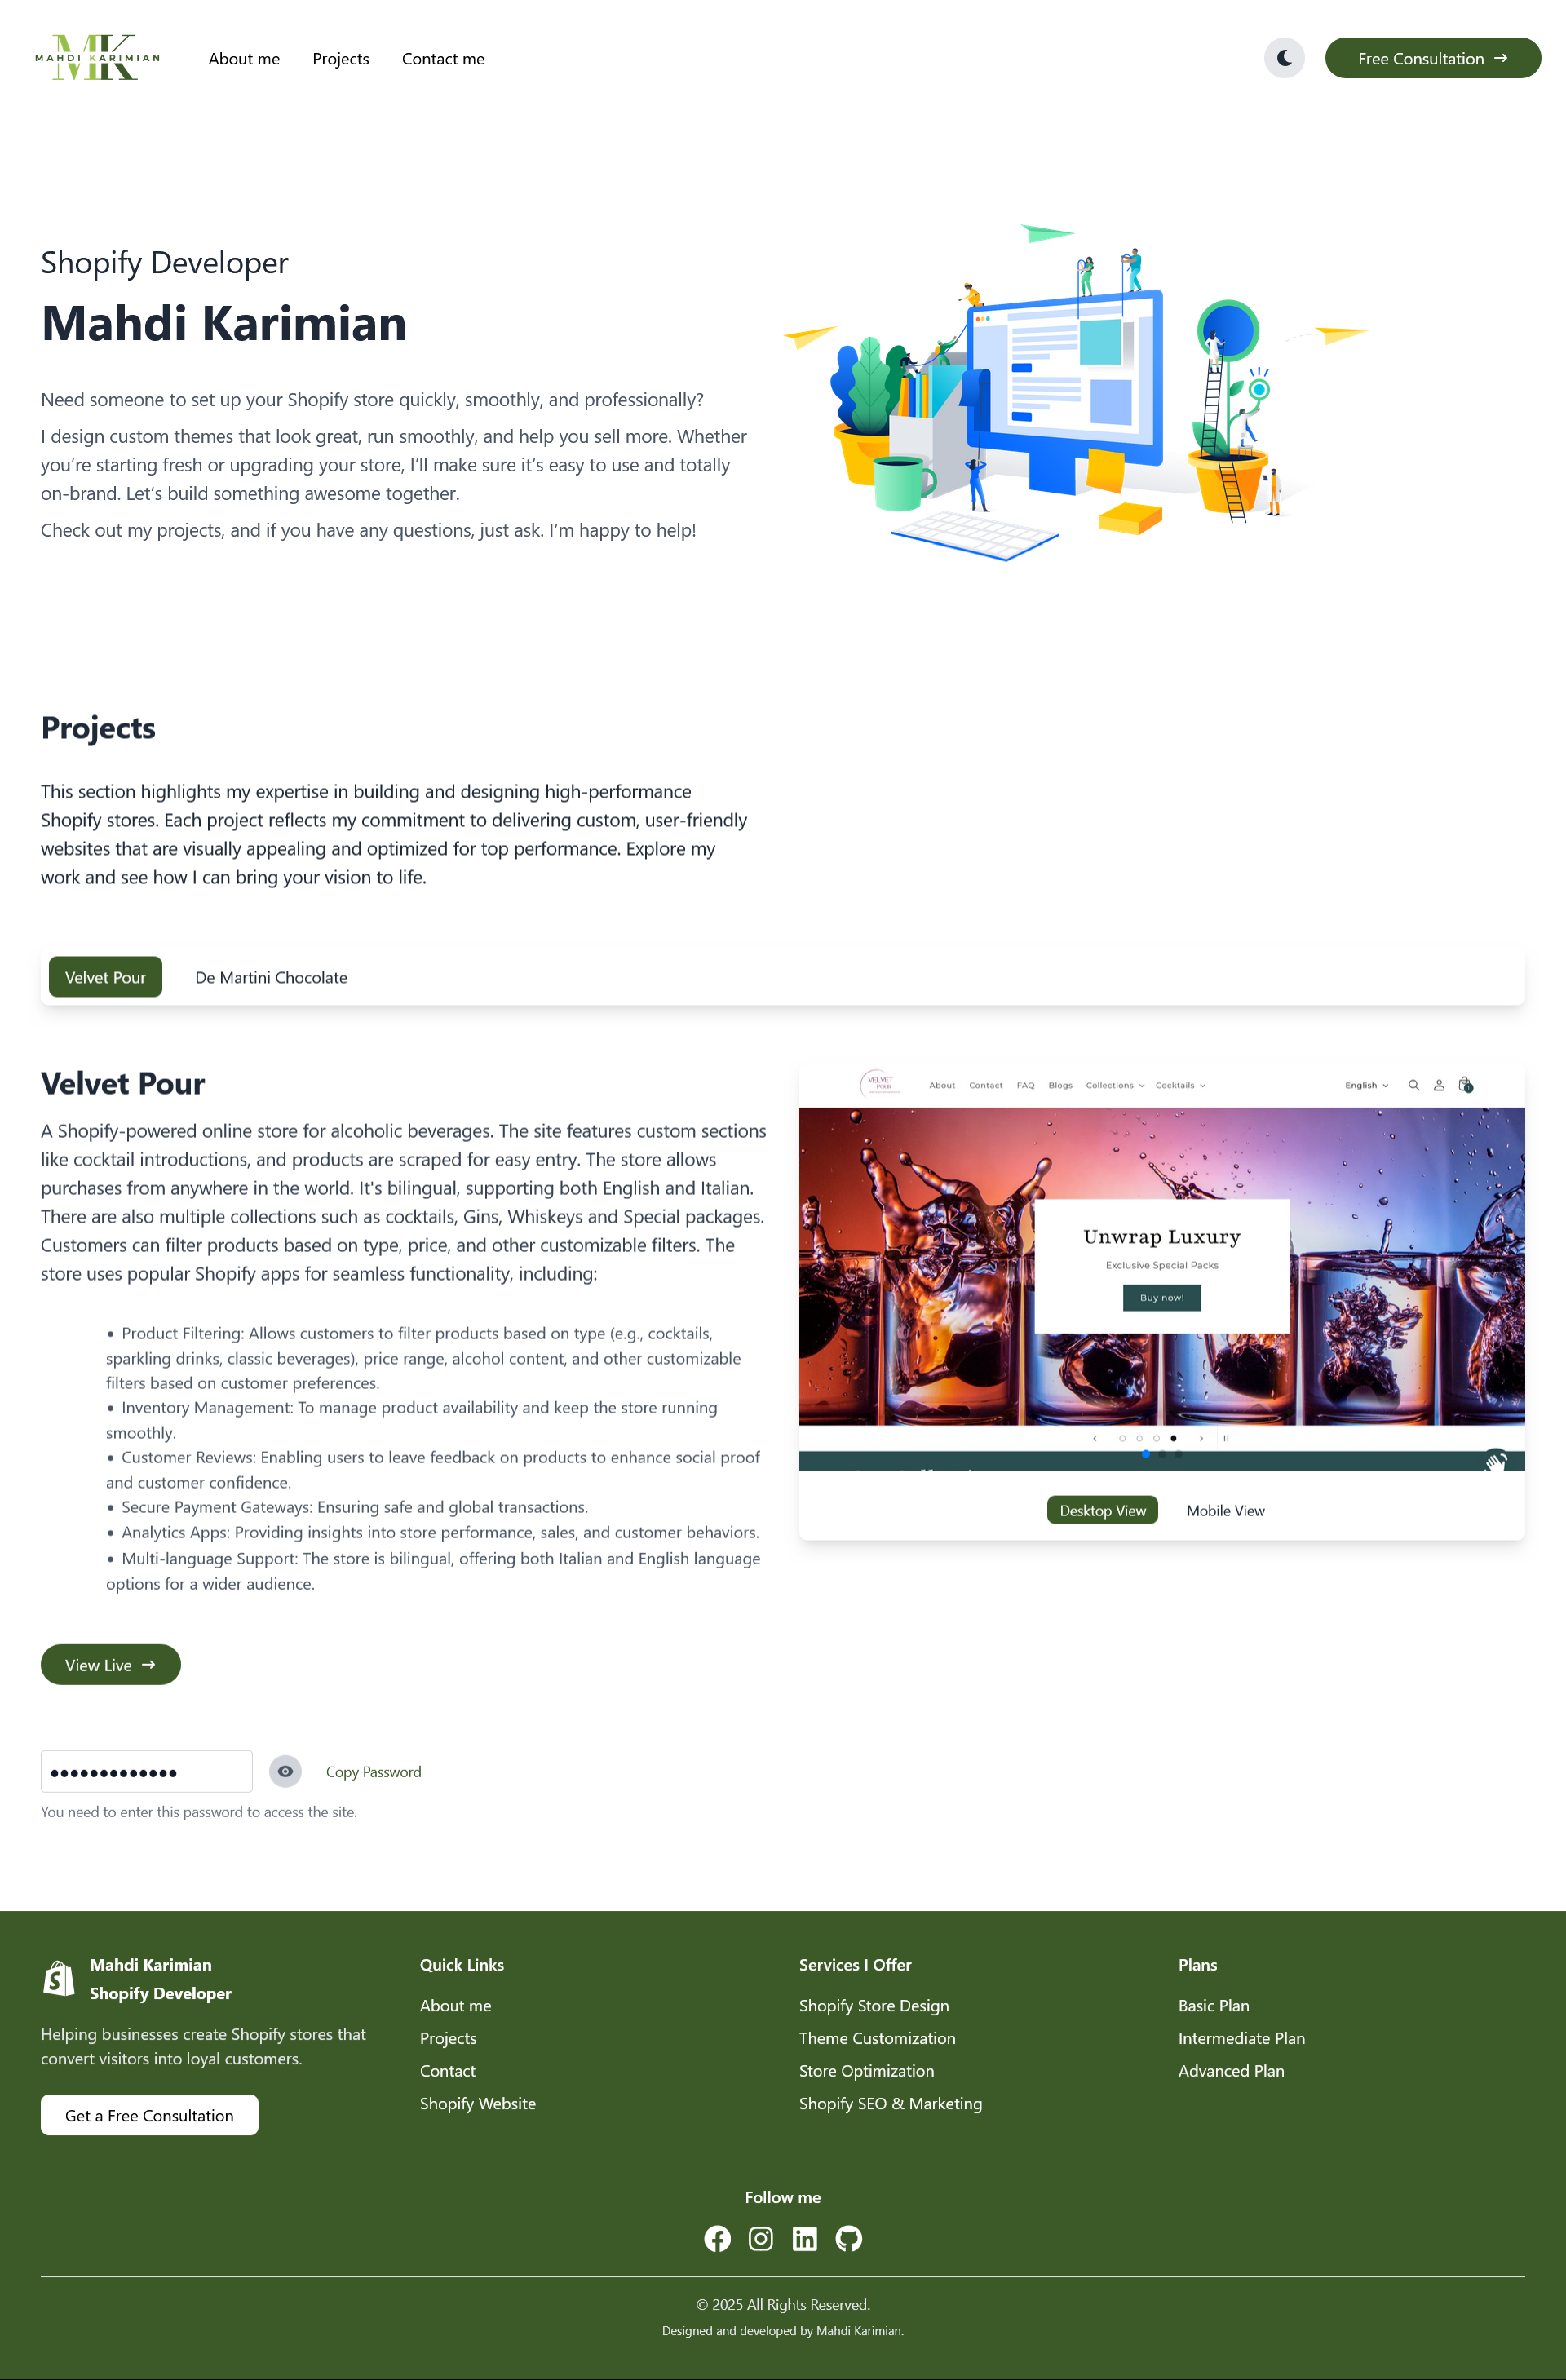 MK
MAHDI KARIMIAN
About me
Projects
Contact me
Free Consultation
Shopify Developer
Mahdi Karimian
Need someone to set up your Shopify store quickly, smoothly, and professionally?
I design custom themes that look great, run smoothly, and help you sell more. Whether
you’re starting fresh or upgrading your store, I’ll make sure it’s easy to use and totally
on-brand. Let’s build something awesome together.
Check out my projects, and if you have any questions, just ask. I’m happy to help!
Projects
This section highlights my expertise in building and designing high-performance
Shopify stores. Each project reflects my commitment to delivering custom, user-friendly
websites that are visually appealing and optimized for top performance. Explore my
work and see how I can bring your vision to life.
Velvet Pour
De Martini Chocolate
Velvet Pour
A Shopify-powered online store for alcoholic beverages. The site features custom sections
like cocktail introductions, and products are scraped for easy entry. The store allows
purchases from anywhere in the world. It's bilingual, supporting both English and Italian.
There are also multiple collections such as cocktails, Gins, Whiskeys and Special packages.
Customers can filter products based on type, price, and other customizable filters. The
store uses popular Shopify apps for seamless functionality, including:
• Product Filtering: Allows customers to filter products based on type (e.g., cocktails,
sparkling drinks, classic beverages), price range, alcohol content, and other customizable
filters based on customer preferences.
• Inventory Management: To manage product availability and keep the store running
smoothly.
• Customer Reviews: Enabling users to leave feedback on products to enhance social proof
and customer confidence.
• Secure Payment Gateways: Ensuring safe and global transactions.
• Analytics Apps: Providing insights into store performance, sales, and customer behaviors.
• Multi-language Support: The store is bilingual, offering both Italian and English language
options for a wider audience.
View Live
•••••••••••••
Copy Password
You need to enter this password to access the site.
VELVET
POUR
About
Contact
FAQ
Blogs
Collections
Cocktails
English
Unwrap Luxury
Exclusive Special Packs
Buy now!
Desktop View
Mobile View
Mahdi Karimian
Shopify Developer
Helping businesses create Shopify stores that
convert visitors into loyal customers.
Get a Free Consultation
Quick Links
About me
Projects
Contact
Shopify Website
Services I Offer
Shopify Store Design
Theme Customization
Store Optimization
Shopify SEO & Marketing
Plans
Basic Plan
Intermediate Plan
Advanced Plan
Follow me
© 2025 All Rights Reserved.
Designed and developed by Mahdi Karimian.